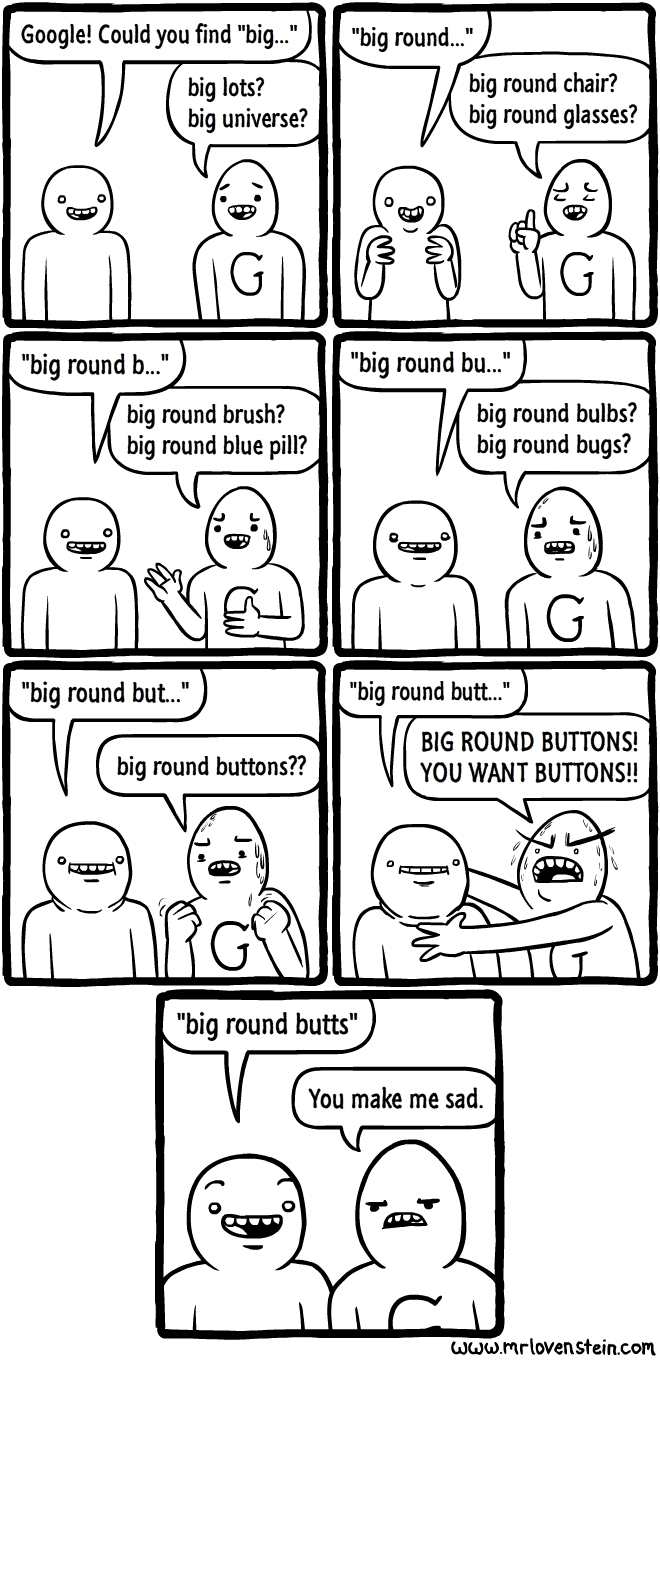 Google! Could you find "big..."
big lots?
big universe?
G
"big round..."
big round chair?
big round glasses?
G
"big round b..."
big round brush?
big round blue pill?
G
"big round bu..."
big round bulbs?
big round bugs?
G
"big round but..."
big round buttons??
G
"big round butt..."
BIG ROUND BUTTONS!
YOU WANT BUTTONS!!
G
"big round butts"
You make me sad.
G
www.mrlovenstein.com